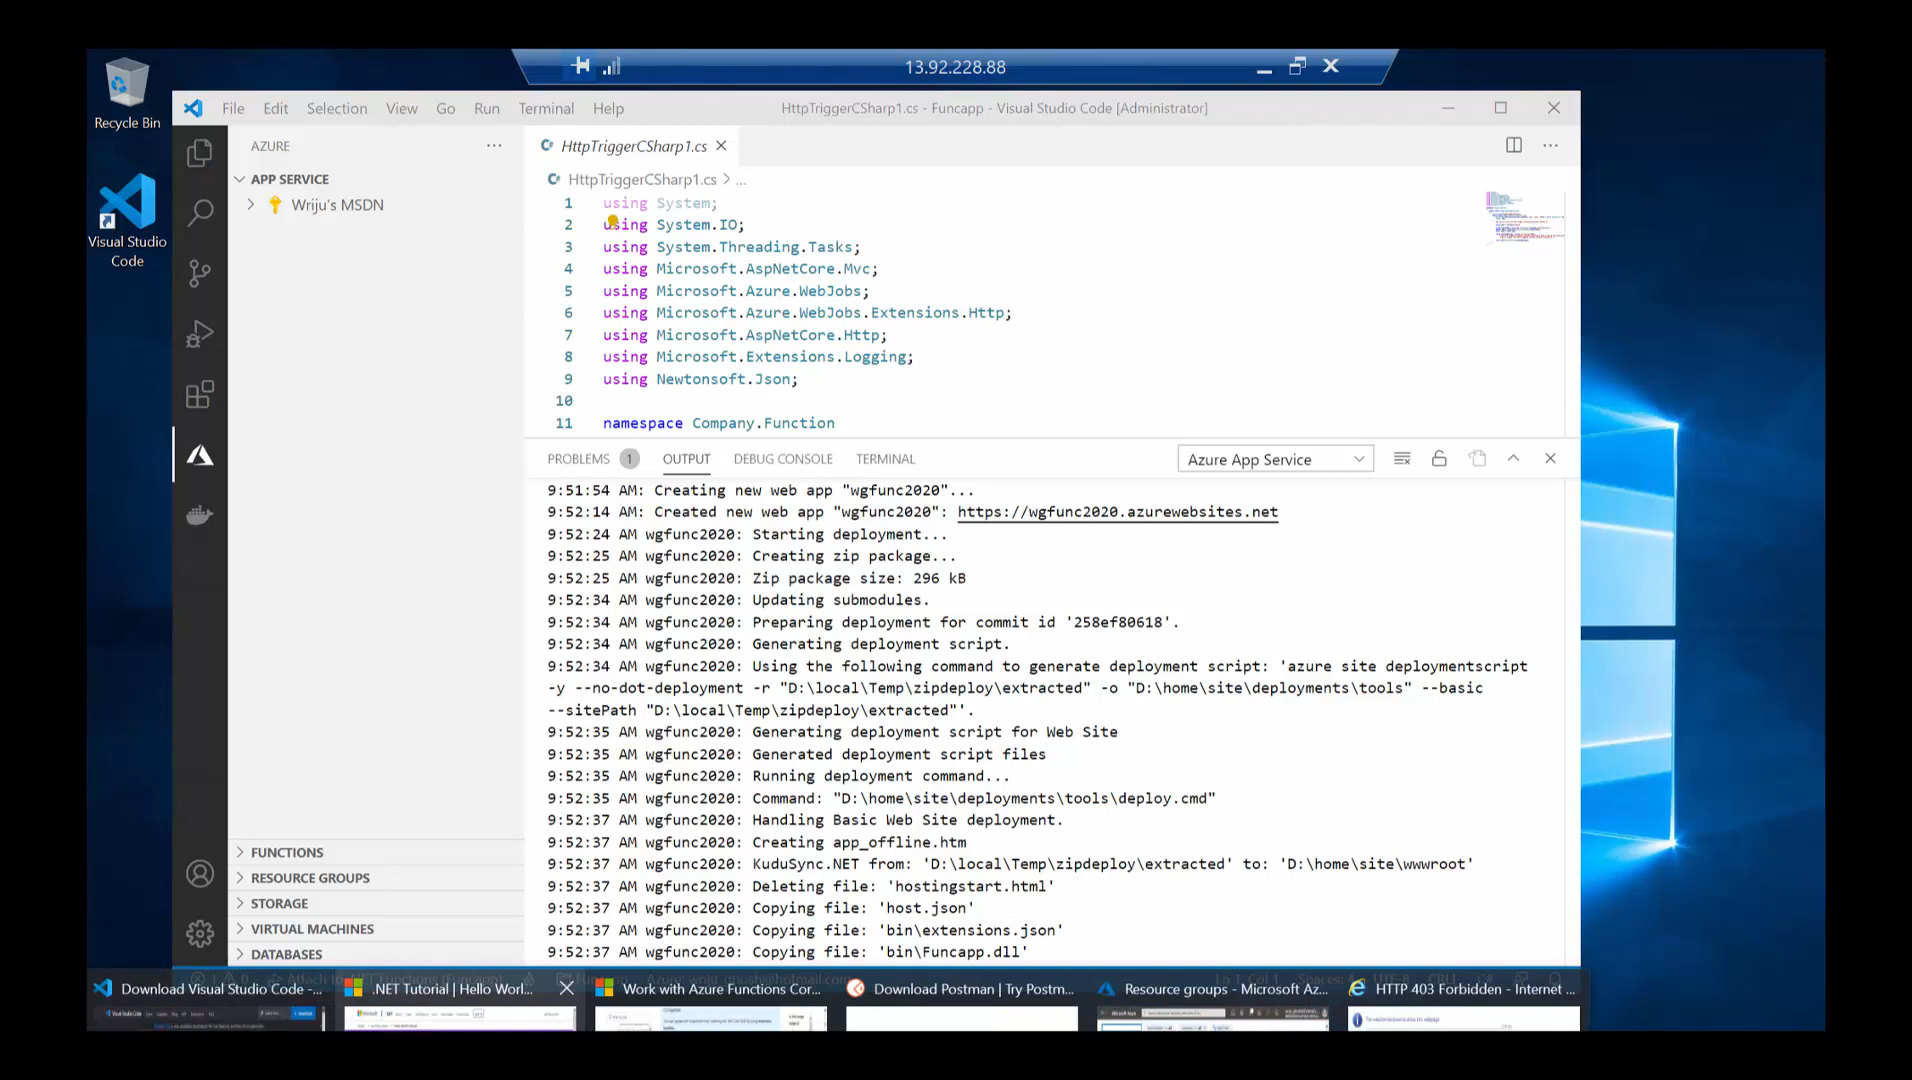 13.92.228.88
Recycle Bin
Visual Studio
Code
File Edit Selection View Go Run Terminal Help
HttpTriggerCSharp1.cs - Funcapp - Visual Studio Code [Administrator]
AZURE
APP SERVICE
Wriju's MSDN
HttpTriggerCSharp1.cs
HttpTriggerCSharp1.cs > ...
1 using System;
2 using System.IO;
3 using System.Threading.Tasks;
4 using Microsoft.AspNetCore.Mvc;
5 using Microsoft.Azure.WebJobs;
6 using Microsoft.Azure.WebJobs.Extensions.Http;
7 using Microsoft.AspNetCore.Http;
8 using Microsoft.Extensions.Logging;
9 using Newtonsoft.Json;
10
11 namespace Company.Function
PROBLEMS 1 OUTPUT DEBUG CONSOLE TERMINAL
Azure App Service
9:51:54 AM: Creating new web app "wgfunc2020"...
9:52:14 AM: Created new web app "wgfunc2020": https://wgfunc2020.azurewebsites.net
9:52:24 AM wgfunc2020: Starting deployment...
9:52:25 AM wgfunc2020: Creating zip package...
9:52:25 AM wgfunc2020: Zip package size: 296 kB
9:52:34 AM wgfunc2020: Updating submodules.
9:52:34 AM wgfunc2020: Preparing deployment for commit id '258ef80618'.
9:52:34 AM wgfunc2020: Generating deployment script.
9:52:34 AM wgfunc2020: Using the following command to generate deployment script: 'azure site deploymentscript
-y --no-dot-deployment -r "D:\local\Temp\zipdeploy\extracted" -o "D:\home\site\deployments\tools" --basic
--sitePath "D:\local\Temp\zipdeploy\extracted"'.
9:52:35 AM wgfunc2020: Generating deployment script for Web Site
9:52:35 AM wgfunc2020: Generated deployment script files
9:52:35 AM wgfunc2020: Running deployment command...
9:52:35 AM wgfunc2020: Command: "D:\home\site\deployments\tools\deploy.cmd"
9:52:37 AM wgfunc2020: Handling Basic Web Site deployment.
9:52:37 AM wgfunc2020: Creating app_offline.htm
9:52:37 AM wgfunc2020: KuduSync.NET from: 'D:\local\Temp\zipdeploy\extracted' to: 'D:\home\site\wwwroot'
9:52:37 AM wgfunc2020: Deleting file: 'hostingstart.html'
9:52:37 AM wgfunc2020: Copying file: 'host.json'
9:52:37 AM wgfunc2020: Copying file: 'bin\extensions.json'
9:52:37 AM wgfunc2020: Copying file: 'bin\Funcapp.dll'
FUNCTIONS
RESOURCE GROUPS
STORAGE
VIRTUAL MACHINES
DATABASES
Download Visual Studio Code -...
.NET Tutorial | Hello Worl...
Work with Azure Functions Cor...
Download Postman | Try Postm...
Resource groups - Microsoft Az...
HTTP 403 Forbidden - Internet ...